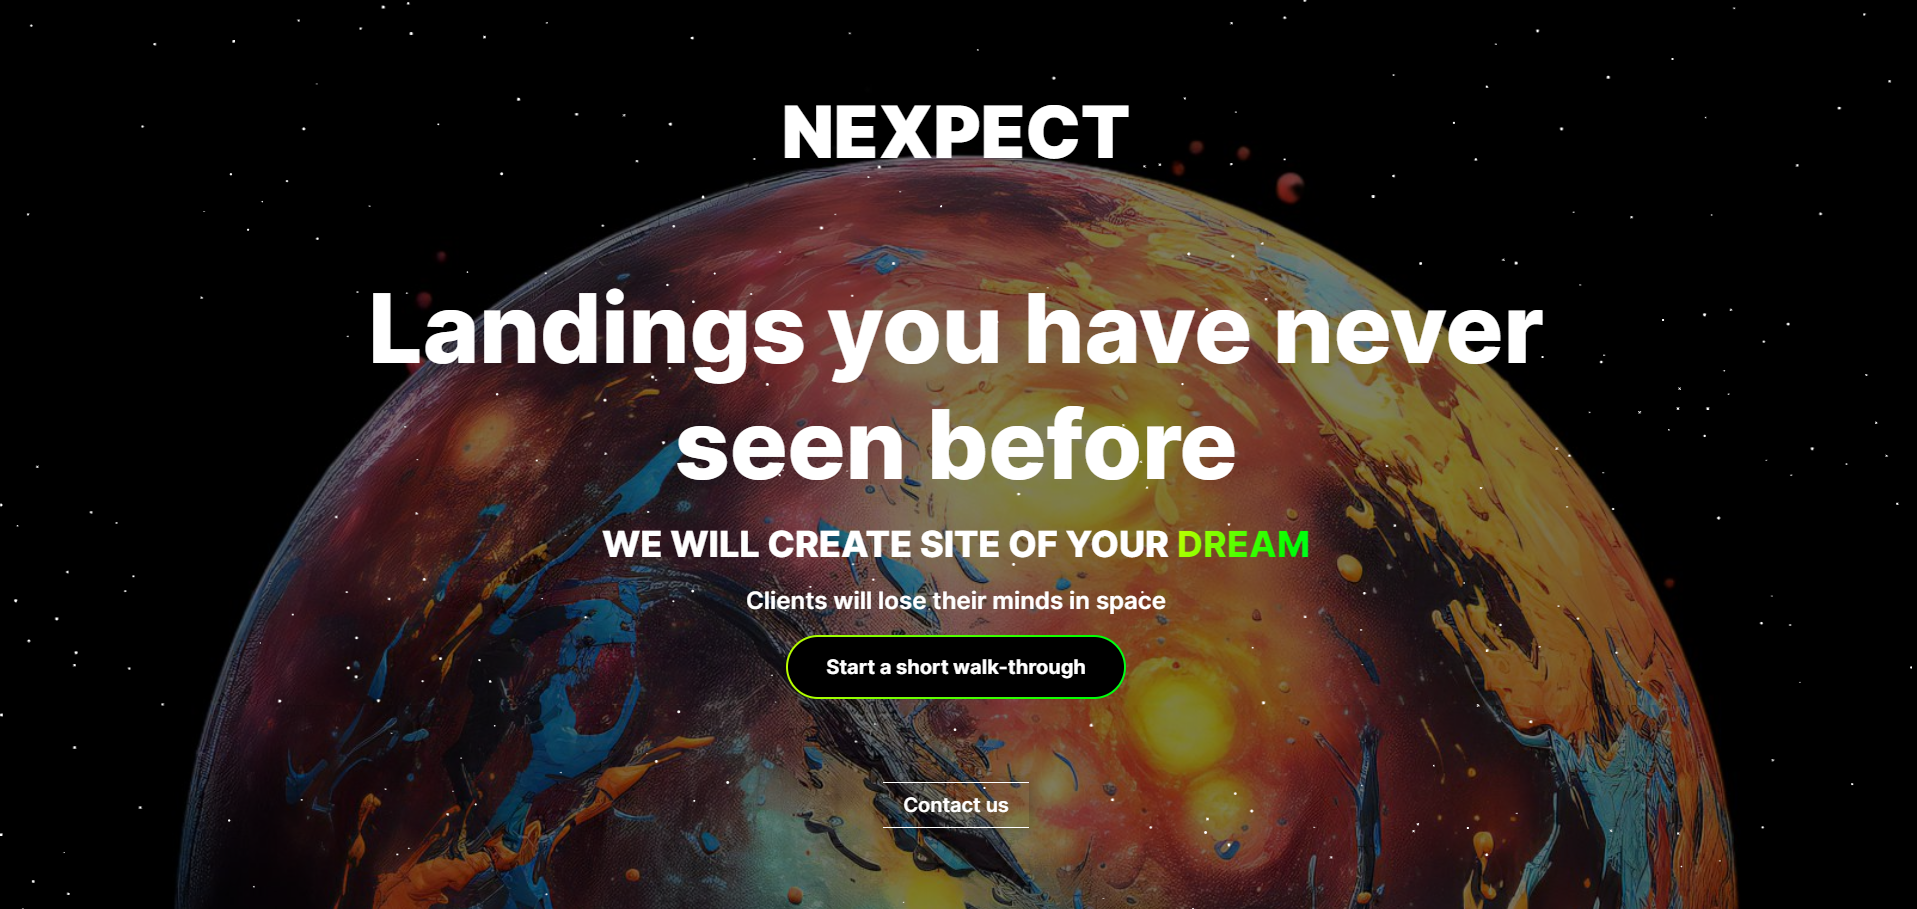 NEXPECT
Landings you have never
seen before
WE WILL CREATE SITE OF YOUR DREAM
Clients will lose their minds in space
Start a short walk-through
Contact us